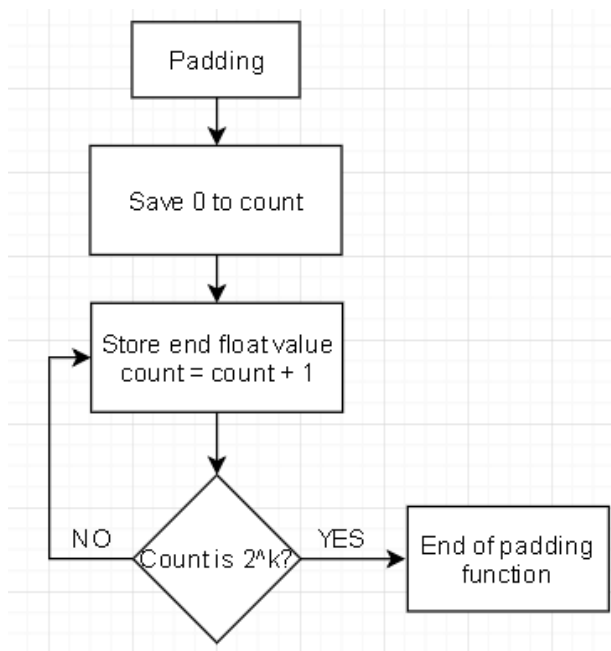 Padding
Save 0 to count
Store end float value
count = count + 1
NO
Count is 2^k?
YES
End of padding
function